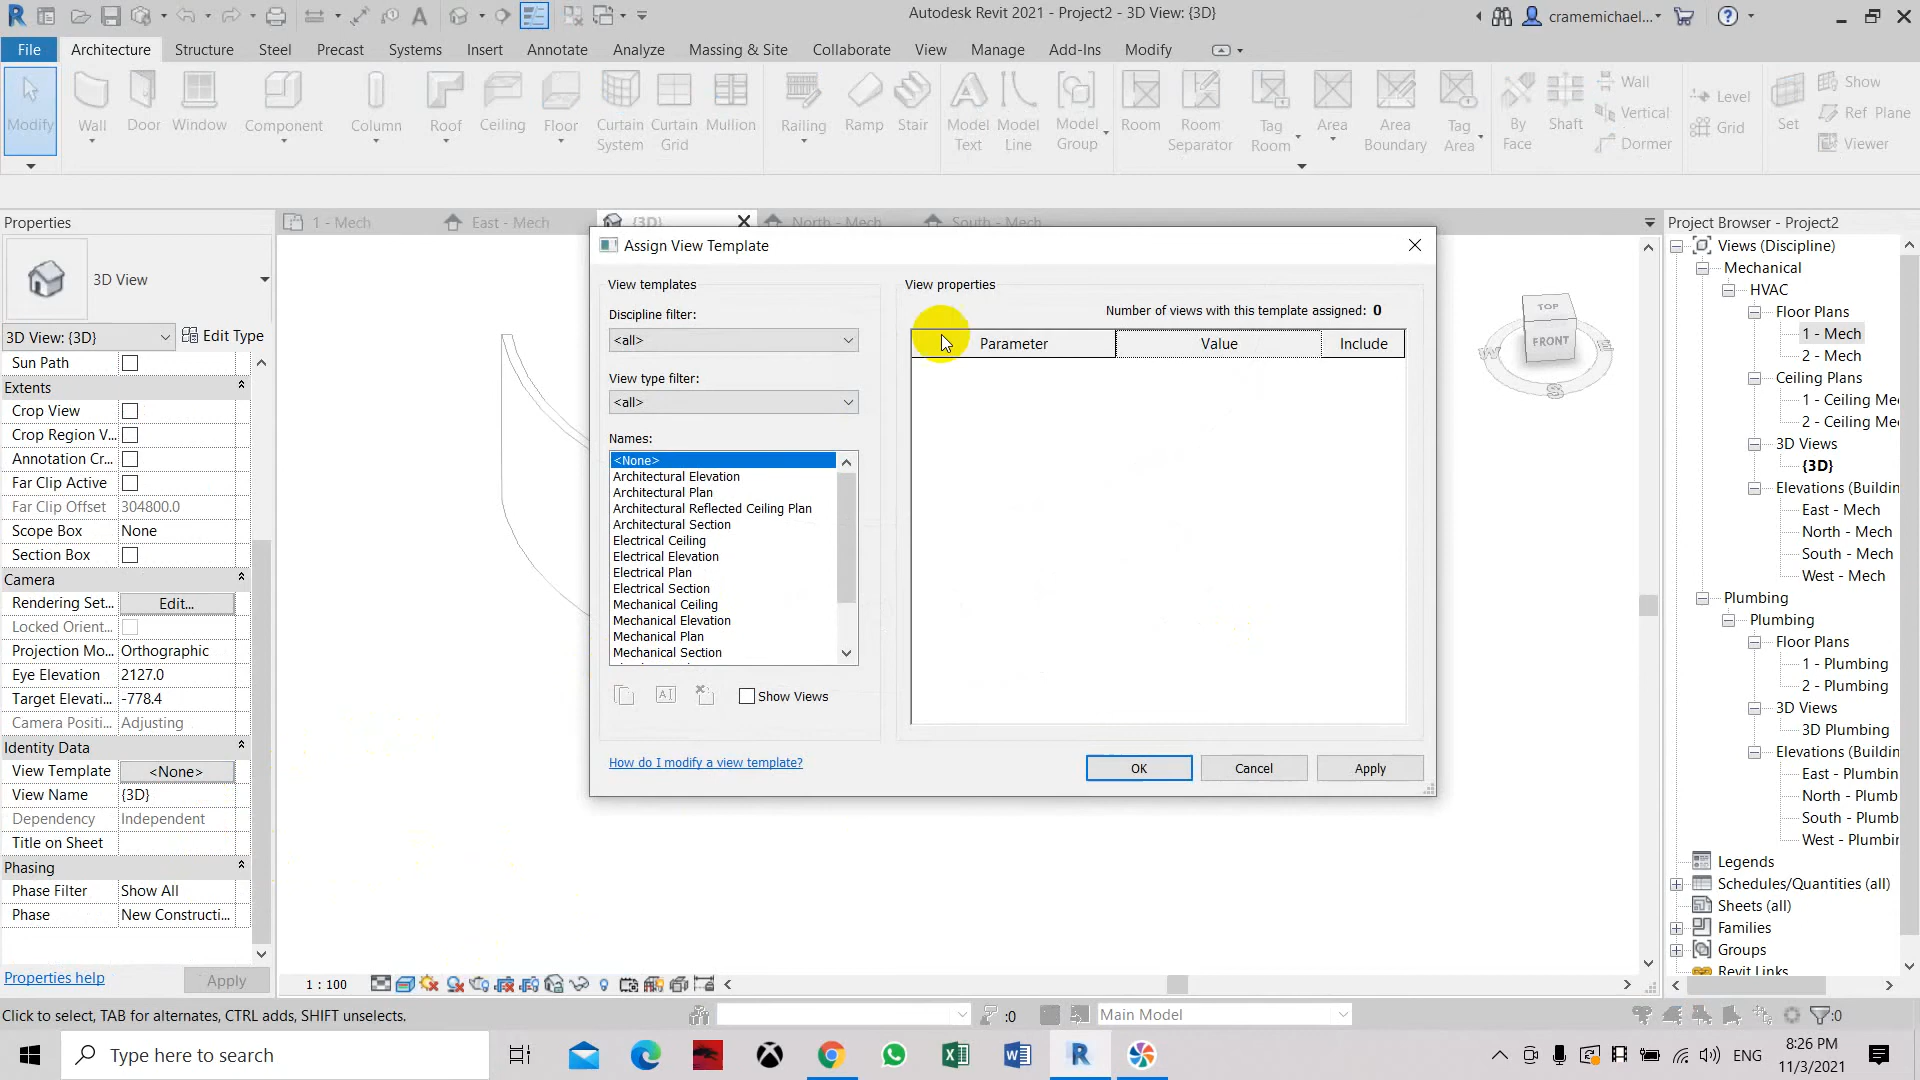 Autodesk Revit 2021 - Project2 - 3D View: {3D}
cramemichael...
File Architecture Structure Steel Precast Systems Insert Annotate Analyze Massing & Site Collaborate View Manage Add-Ins Modify
Modify
Wall
Door
Window
Component
Column
Roof
Ceiling
Floor
Curtain System
Curtain Grid
Mullion
Railing
Ramp
Stair
Model Text
Model Line
Model Group
Room
Room Separator
Tag Room
Area
Area Boundary
Tag Area
By Face
Shaft
Wall
Vertical
Dormer
Level
Grid
Set
Show
Ref Plane
Viewer
Properties
3D View
3D View: {3D}
Edit Type
Sun Path
Extents
Crop View
Crop Region V...
Annotation Cr...
Far Clip Active
Far Clip Offset 304800.0
Scope Box None
Section Box
Camera
Rendering Set... Edit...
Locked Orient...
Projection Mo... Orthographic
Eye Elevation 2127.0
Target Elevati... -778.4
Camera Positi... Adjusting
Identity Data
View Template <None>
View Name {3D}
Dependency Independent
Title on Sheet
Phasing
Phase Filter Show All
Phase New Constructi...
Properties help Apply
1 - Mech East - Mech {3D} North - Mech South - Mech
Assign View Template
View templates
Discipline filter:
<all>
View type filter:
<all>
Names:
<None>
Architectural Elevation
Architectural Plan
Architectural Reflected Ceiling Plan
Architectural Section
Electrical Ceiling
Electrical Elevation
Electrical Plan
Electrical Section
Mechanical Ceiling
Mechanical Elevation
Mechanical Plan
Mechanical Section
Show Views
How do I modify a view template?
View properties
Number of views with this template assigned: 0
Parameter Value Include
OK Cancel Apply
TOP
FRONT
W
E
S
Project Browser - Project2
Views (Discipline)
Mechanical
HVAC
Floor Plans
1 - Mech
2 - Mech
Ceiling Plans
1 - Ceiling Me
2 - Ceiling Me
3D Views
{3D}
Elevations (Buildin
East - Mech
North - Mech
South - Mech
West - Mech
Plumbing
Plumbing
Floor Plans
1 - Plumbing
2 - Plumbing
3D Views
3D Plumbing
Elevations (Buildin
East - Plumbin
North - Plumb
South - Plumb
West - Plumbin
Legends
Schedules/Quantities (all)
Sheets (all)
Families
Groups
Revit Links
1 : 100
Click to select, TAB for alternates, CTRL adds, SHIFT unselects.
:0
Main Model
:0
Type here to search
ENG
8:26 PM
11/3/2021